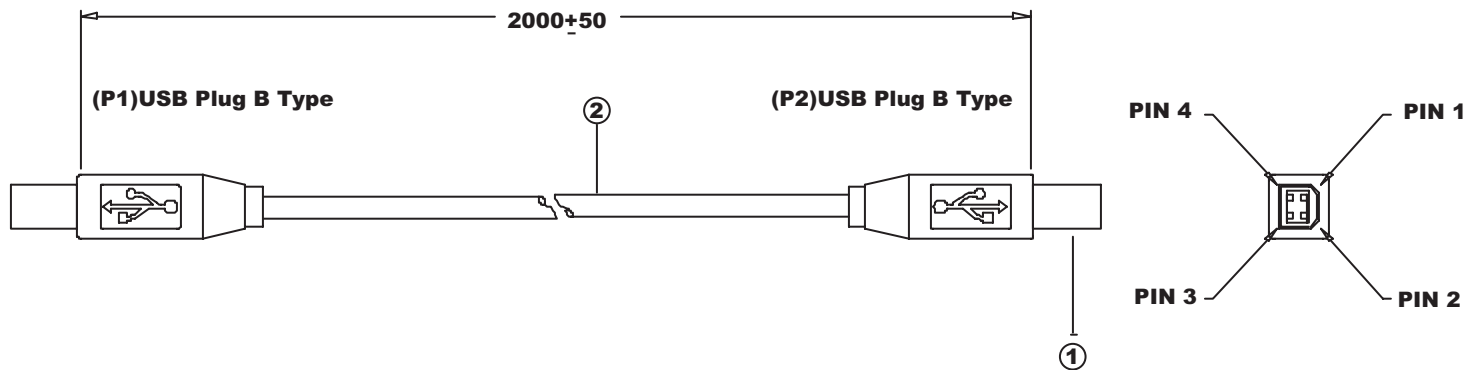 2000±50
(P1)USB Plug B Type
(P2)USB Plug B Type
2
PIN 4
PIN 1
PIN 3
PIN 2
1